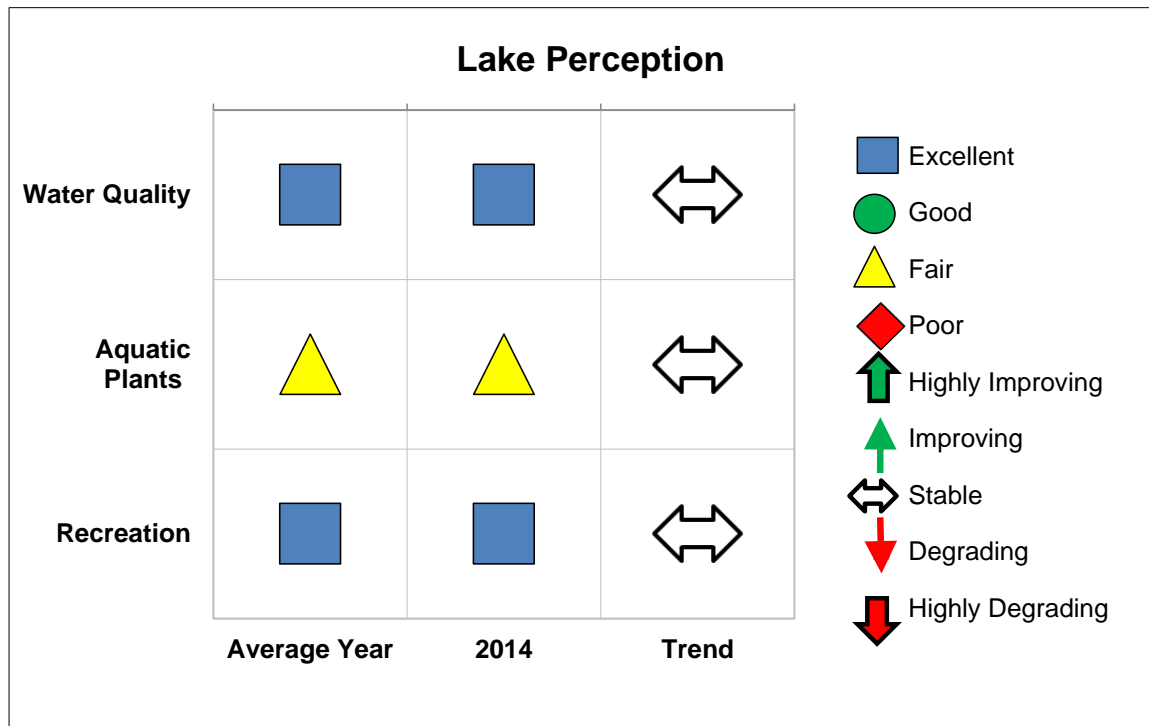 Lake Perception
Water Quality
Aquatic
Plants
Recreation
Average Year
2014
Trend
Excellent
Good
Fair
Poor
Highly Improving
Improving
Stable
Degrading
Highly Degrading